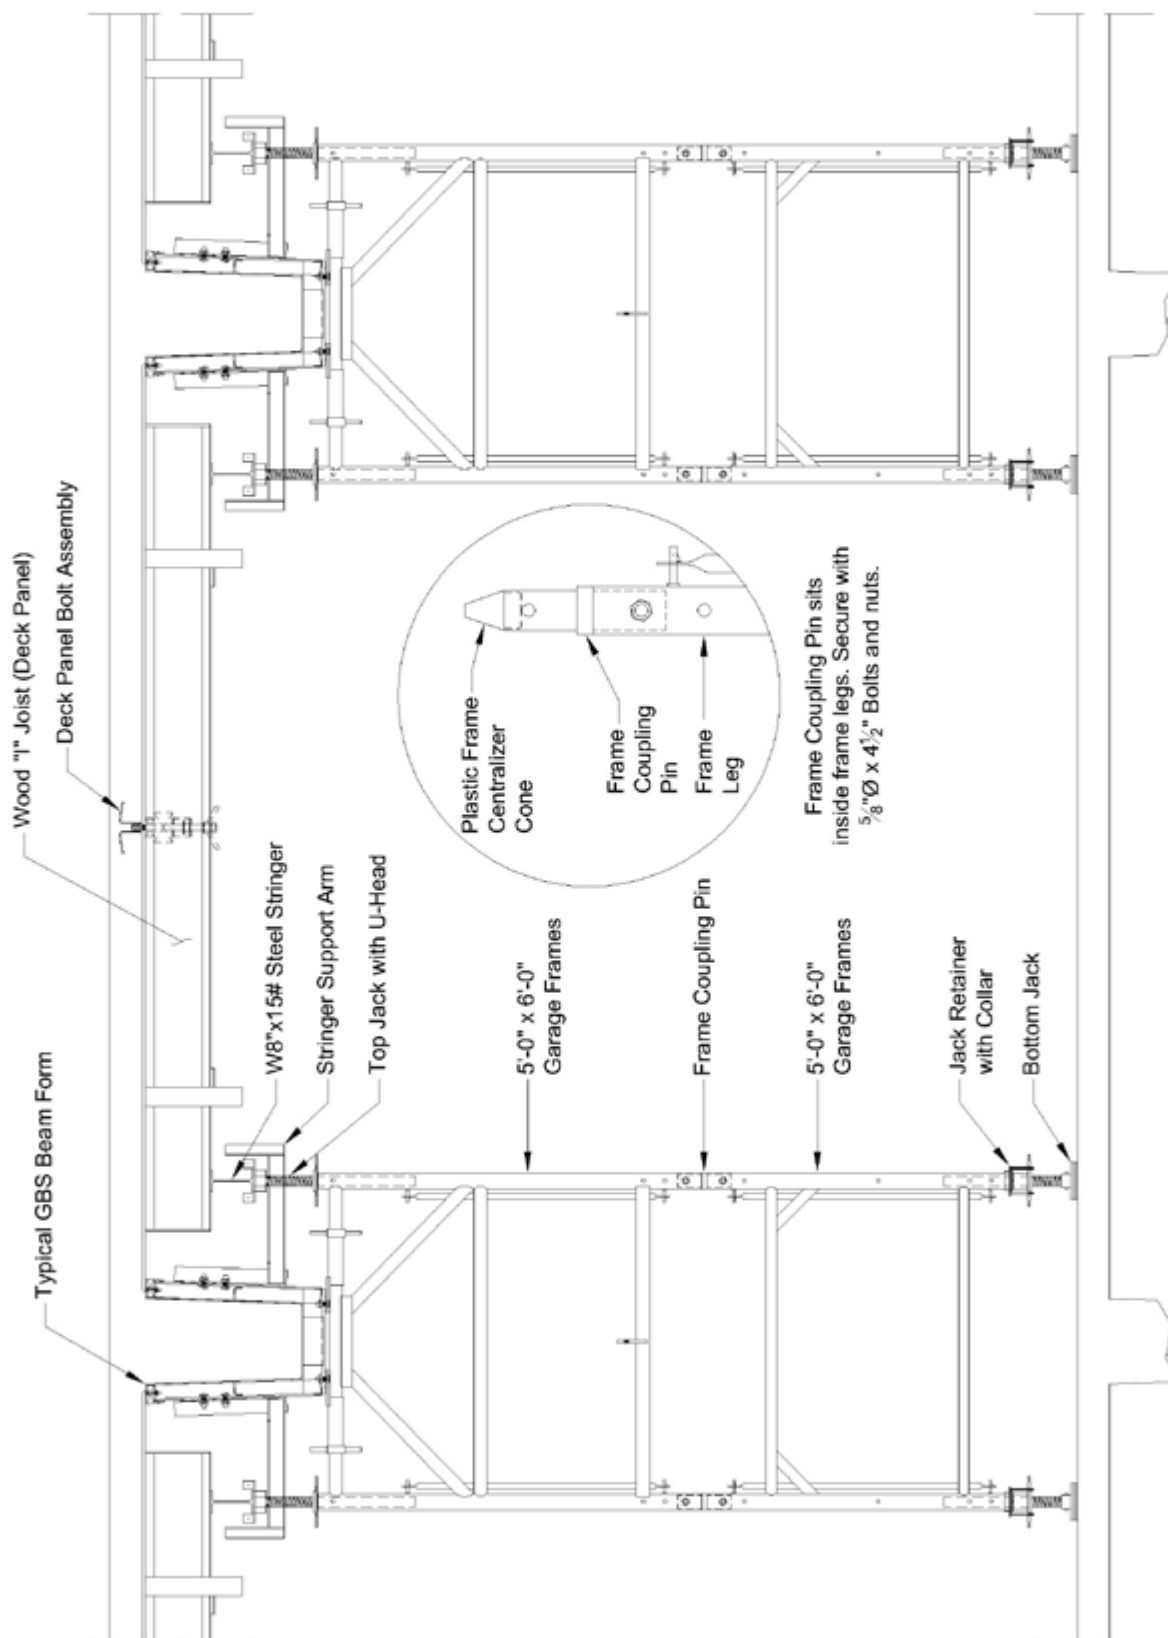 Typical GBS Beam Form
Wood "I" Joist (Deck Panel)
Deck Panel Bolt Assembly
W8"x15# Steel Stringer
Stringer Support Arm
Top Jack with U-Head
5'-0" x 6'-0"
Garage Frames
Frame Coupling Pin
5'-0" x 6'-0"
Garage Frames
Jack Retainer
with Collar
Bottom Jack
Plastic Frame
Centralizer
Cone
Frame
Coupling
Pin
Frame
Leg
Frame Coupling Pin sits
inside frame legs. Secure with
5/8"Ø x 4½" Bolts and nuts.